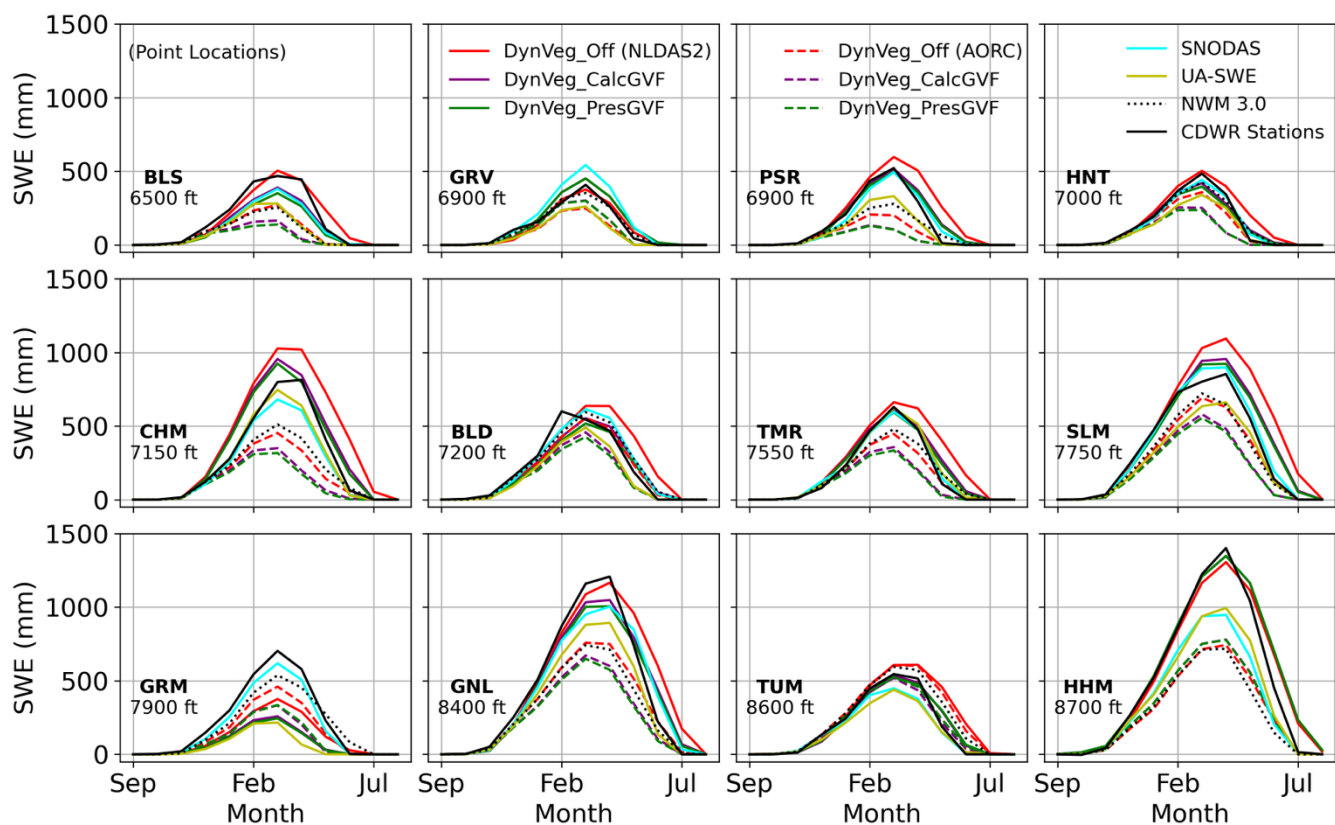 1500
(Point Locations)
DynVeg_Off (NLDAS2)
DynVeg_CalcGVF
DynVeg_PresGVF
DynVeg_Off (AORC)
DynVeg_CalcGVF
DynVeg_PresGVF
SNODAS
UA-SWE
NWM 3.0
CDWR Stations
SWE (mm)
1000
500
0
BLS
6500 ft
GRV
6900 ft
PSR
6900 ft
HNT
7000 ft
1500
SWE (mm)
1000
500
0
CHM
7150 ft
BLD
7200 ft
TMR
7550 ft
SLM
7750 ft
1500
SWE (mm)
1000
500
0
GRM
7900 ft
GNL
8400 ft
TUM
8600 ft
HHM
8700 ft
Sep Feb Jul
Month
Sep Feb Jul
Month
Sep Feb Jul
Month
Sep Feb Jul
Month